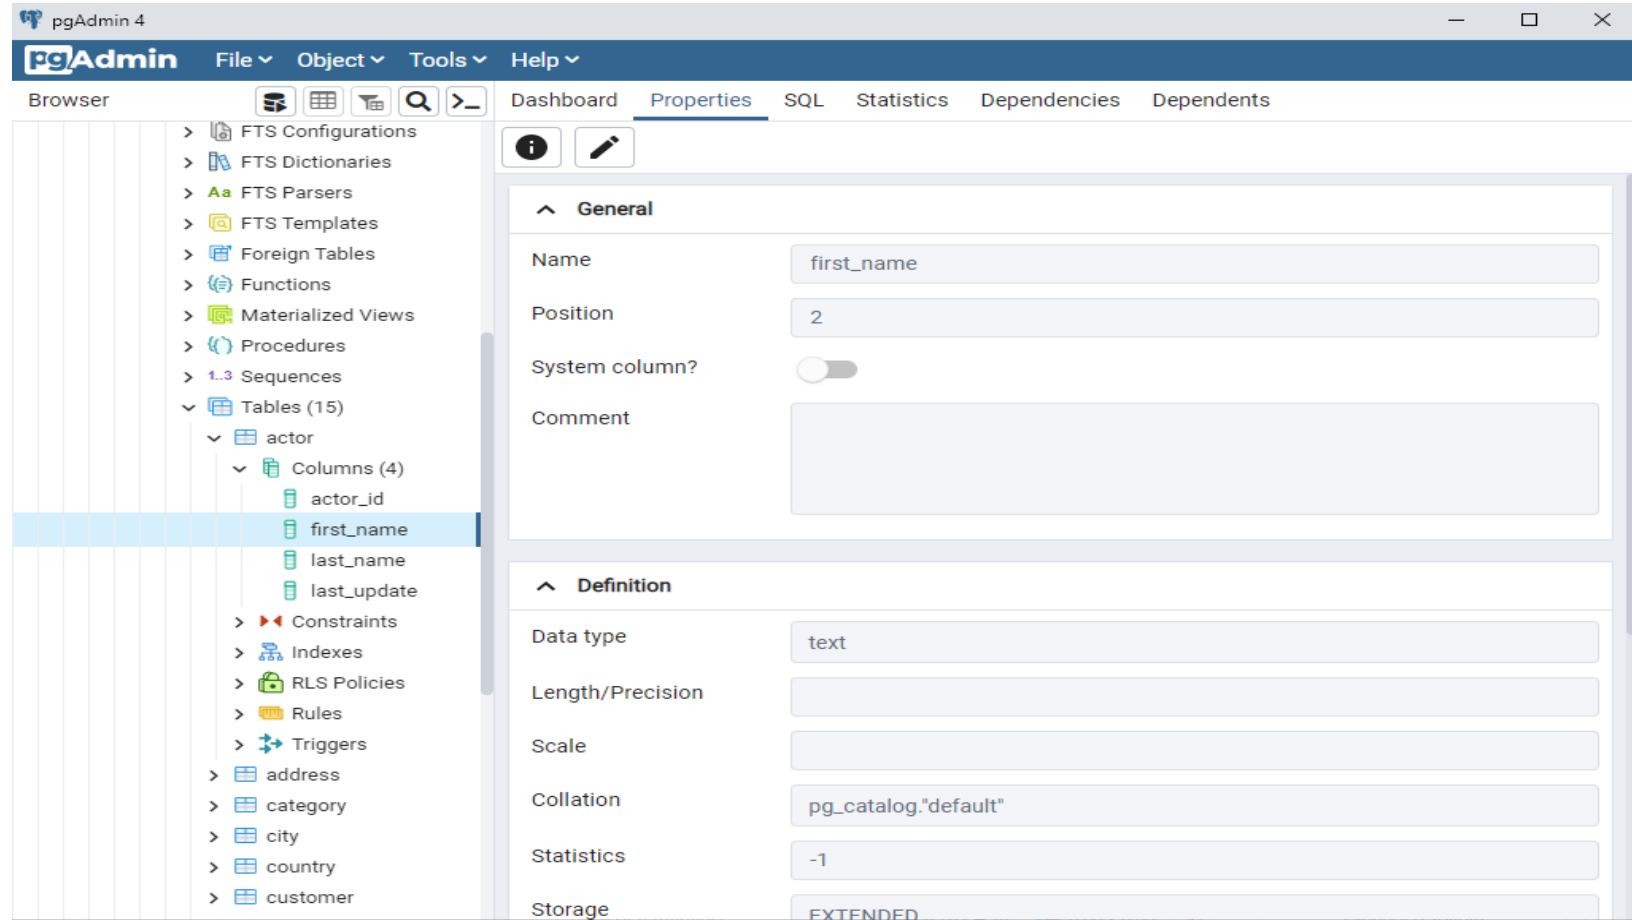 pgAdmin 4
pgAdmin File Object Tools Help
Browser
Dashboard Properties SQL Statistics Dependencies Dependents
FTS Configurations
FTS Dictionaries
Aa FTS Parsers
FTS Templates
Foreign Tables
Functions
Materialized Views
Procedures
1..3 Sequences
Tables (15)
actor
Columns (4)
actor_id
first_name
last_name
last_update
Constraints
Indexes
RLS Policies
Rules
Triggers
address
category
city
country
customer
General
Name first_name
Position 2
System column?
Comment
Definition
Data type text
Length/Precision
Scale
Collation pg_catalog."default"
Statistics -1
Storage EXTENDED